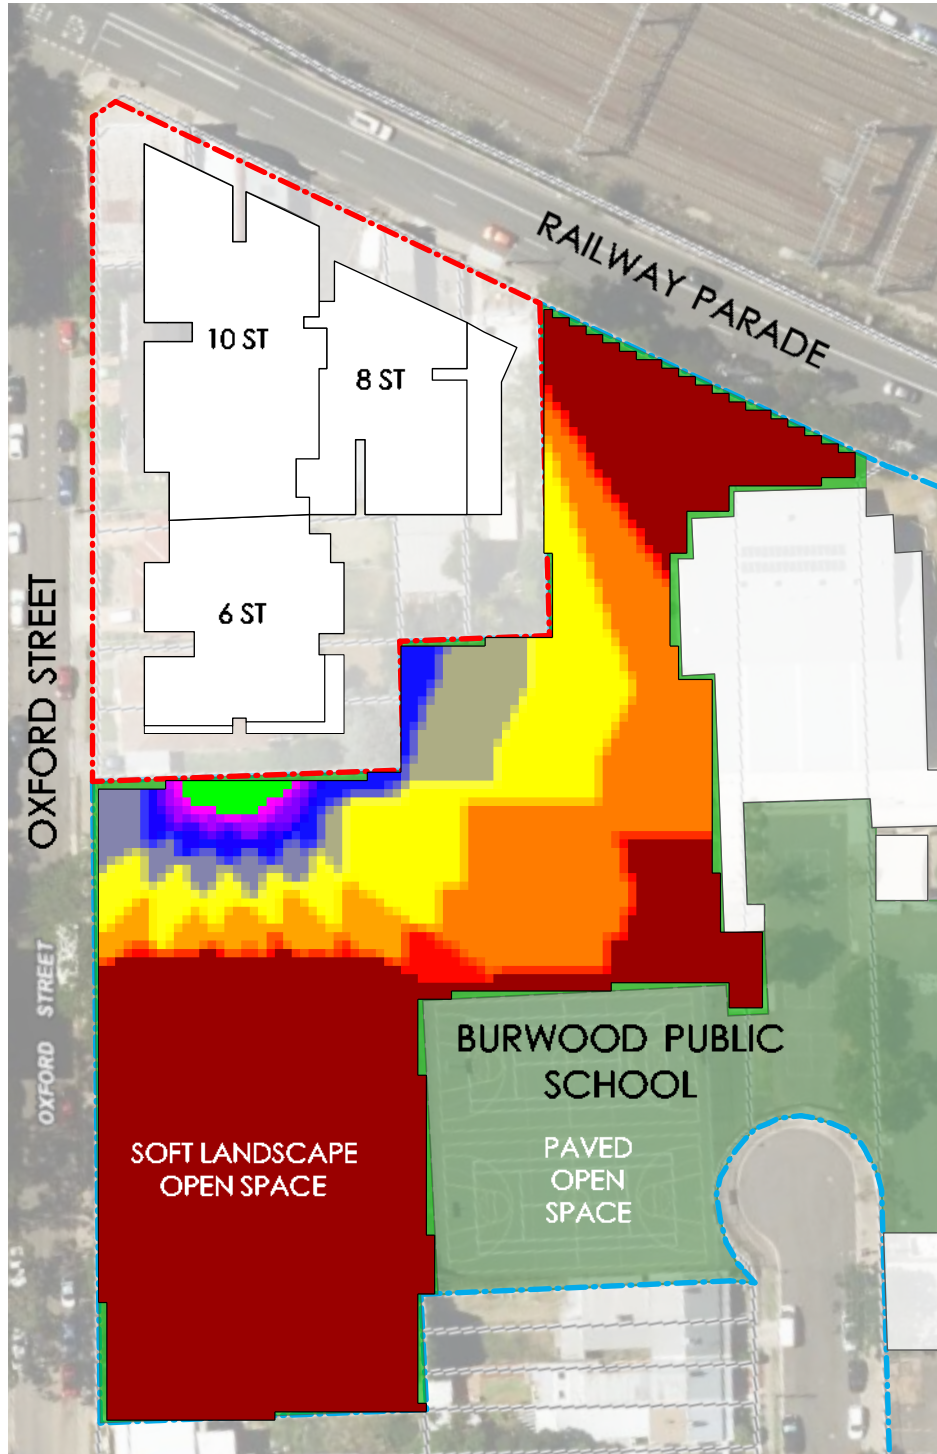 RAILWAY PARADE
10 ST
8 ST
6 ST
OXFORD STREET
OXFORD STREET
BURWOOD PUBLIC
SCHOOL
SOFT LANDSCAPE
OPEN SPACE
PAVED
OPEN
SPACE